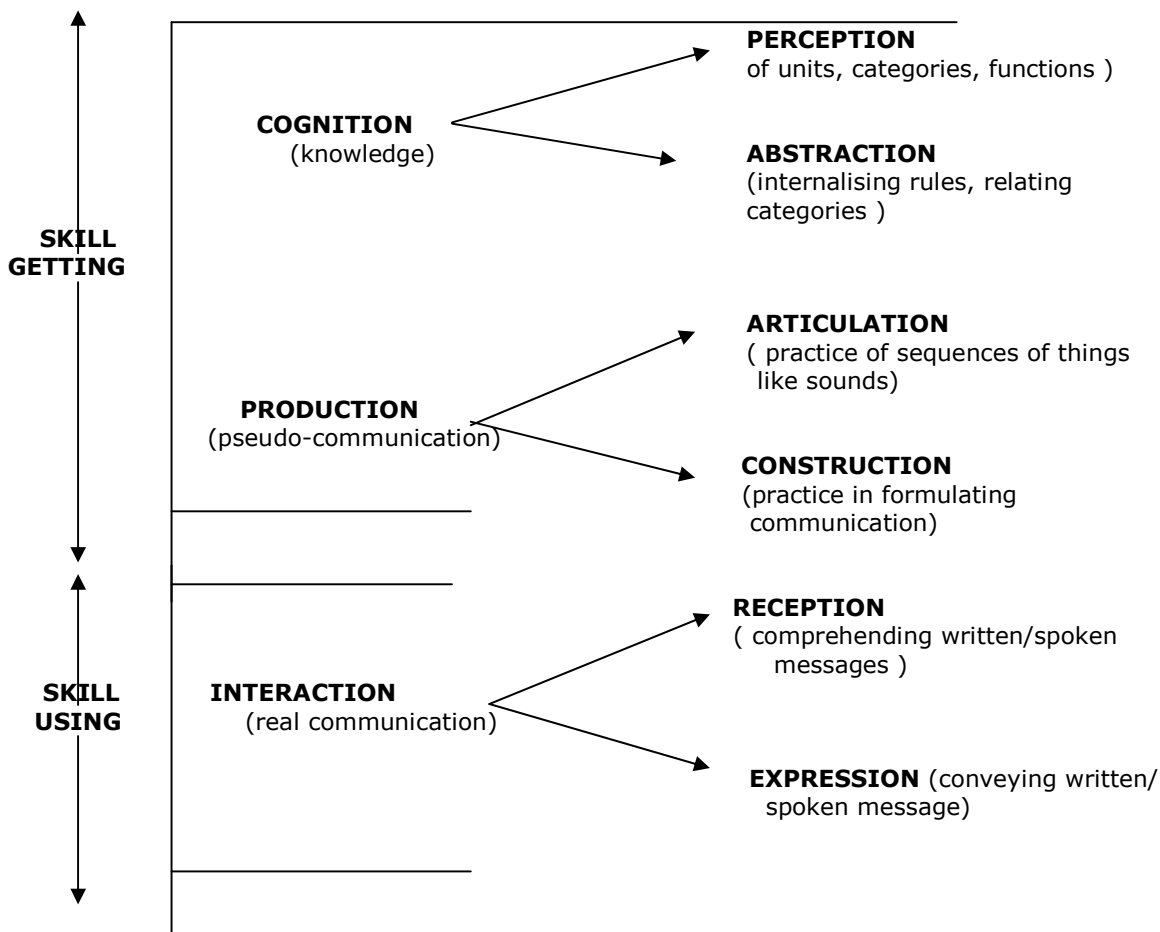 PERCEPTION
of units, categories, functions )
COGNITION
(knowledge)
ABSTRACTION
(internalising rules, relating
categories )
SKILL
GETTING
ARTICULATION
( practice of sequences of things
like sounds)
PRODUCTION
(pseudo-communication)
CONSTRUCTION
(practice in formulating
communication)
RECEPTION
( comprehending written/spoken
messages )
SKILL
USING
INTERACTION
(real communication)
EXPRESSION (conveying written/
spoken message)